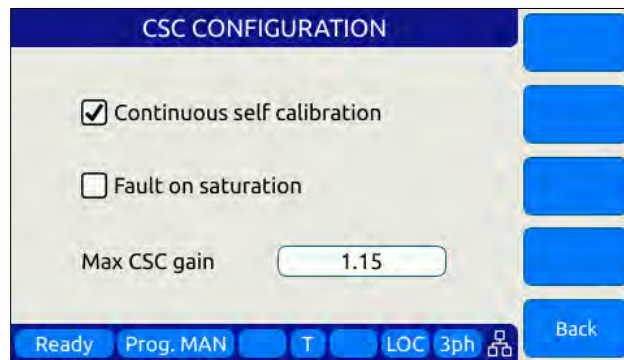 CSC CONFIGURATION
Continuous self calibration
Fault on saturation
Max CSC gain 1.15
Ready Prog. MAN T LOC 3ph Back